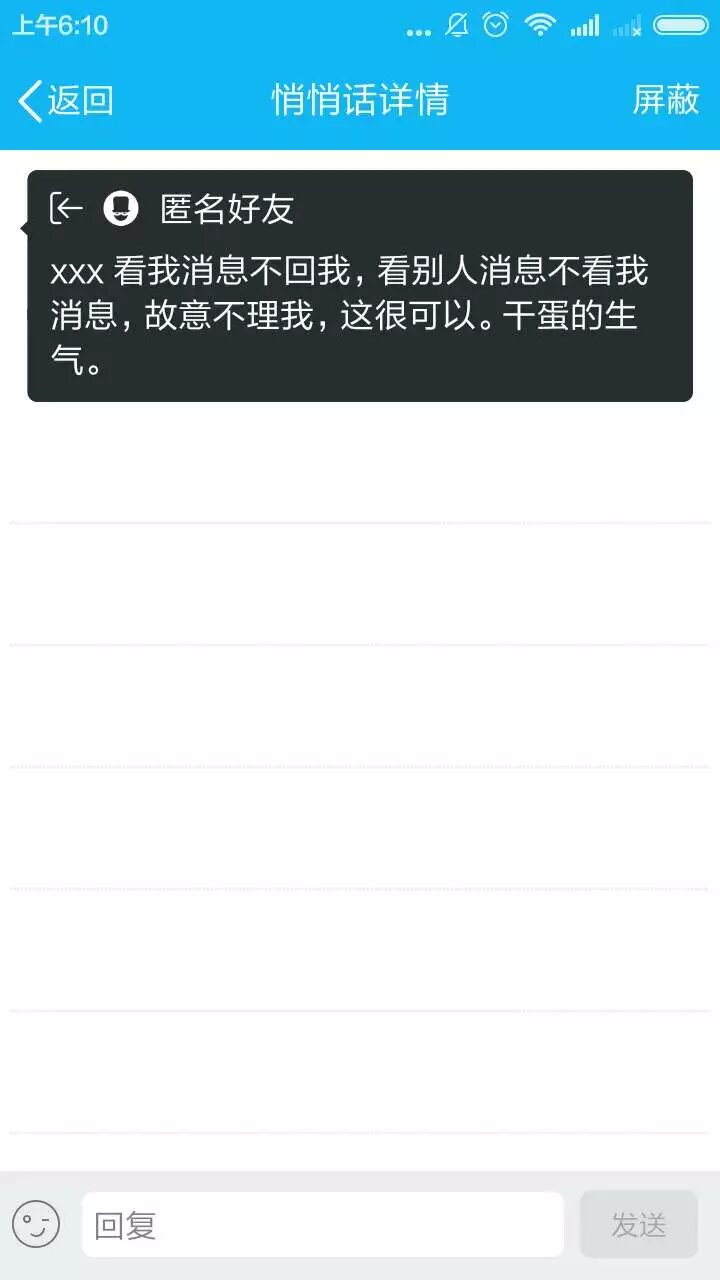 上午6:10
返回
悄悄话详情
屏蔽
匿名好友
xxx 看我消息不回我，看别人消息不看我
消息，故意不理我，这很可以。干蛋的生
气。
回复
发送